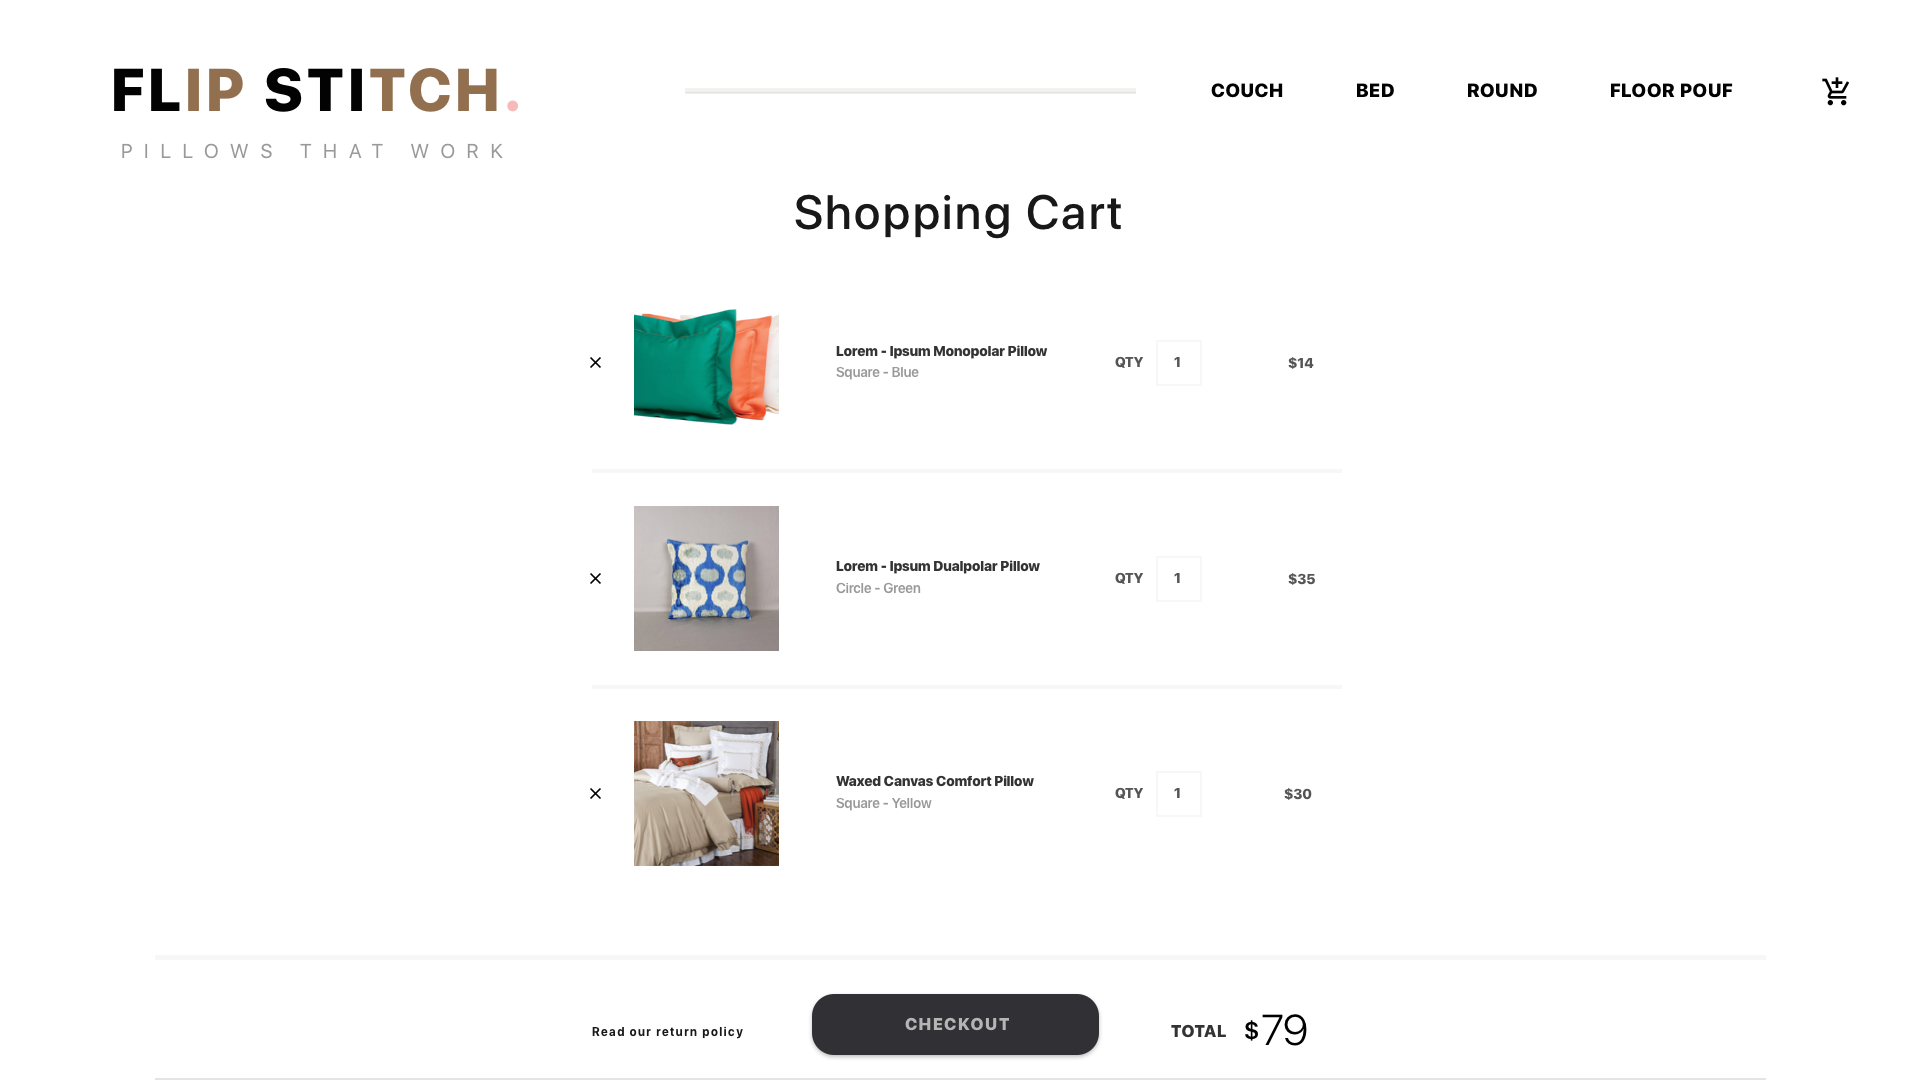 FLIP STITCH.
PILLOWS THAT WORK
COUCH BED ROUND FLOOR POUF
Shopping Cart
Lorem - Ipsum Monopolar Pillow
Square - Blue
QTY 1 $14
Lorem - Ipsum Dualpolar Pillow
Circle - Green
QTY 1 $35
Waxed Canvas Comfort Pillow
Square - Yellow
QTY 1 $30
Read our return policy
CHECKOUT
TOTAL $79